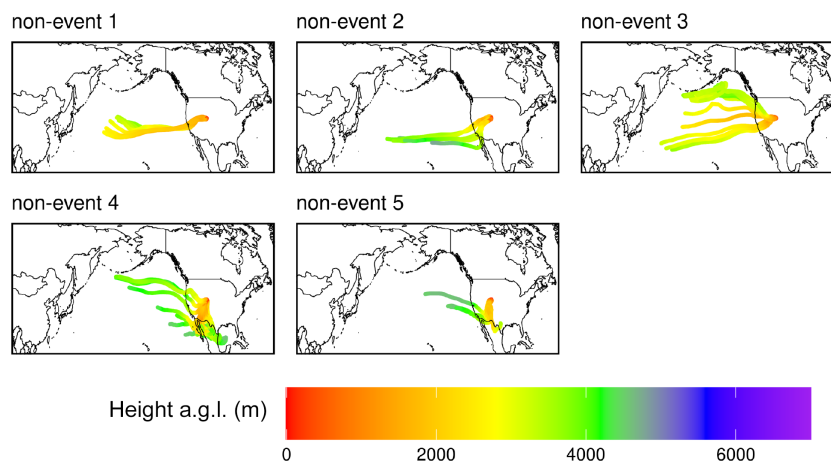 non-event 1
non-event 2
non-event 3
non-event 4
non-event 5
Height a.g.l. (m)
0 2000 4000 6000